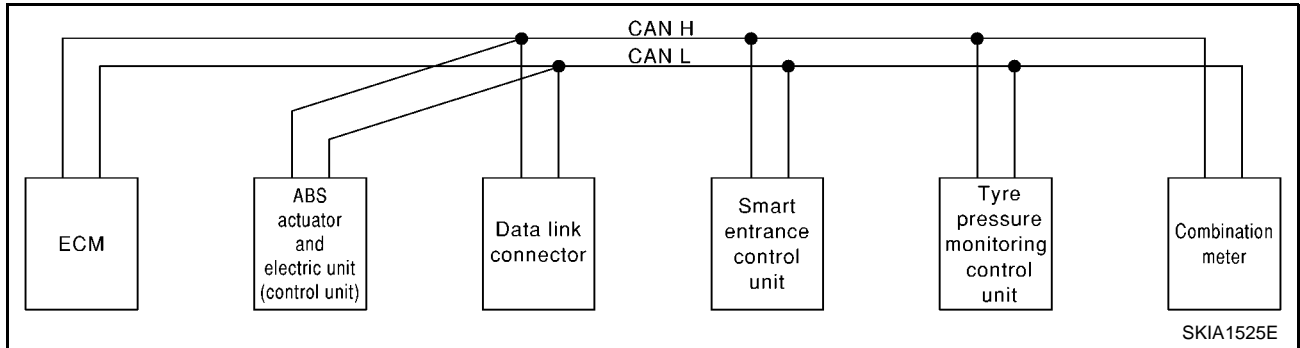 CAN H
CAN L
ECM
ABS
actuator
and
electric unit
(control unit)
Data link
connector
Smart
entrance
control
unit
Tyre
pressure
monitoring
control
unit
Combination
meter
SKIA1525E